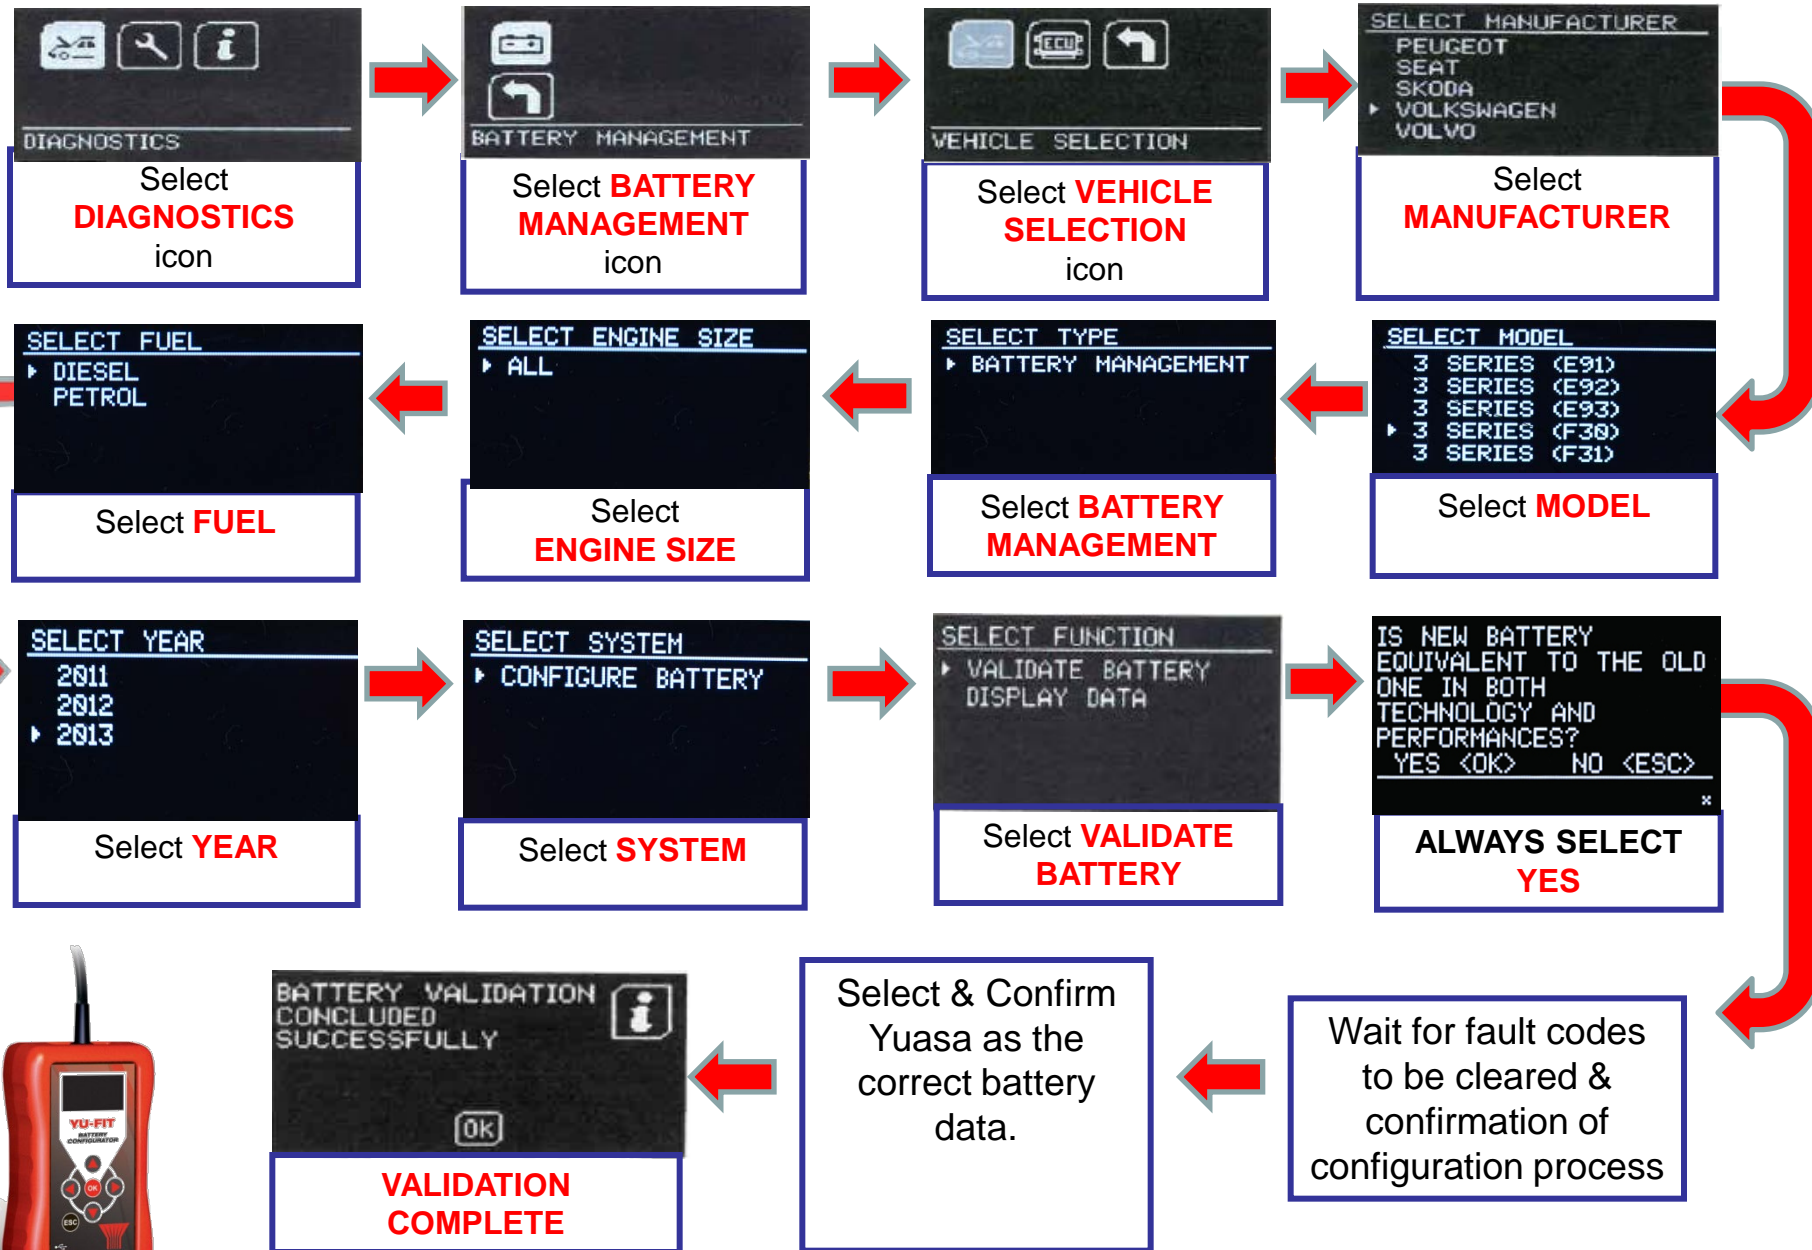 DIAGNOSTICS
Select
DIAGNOSTICS
icon
BATTERY MANAGEMENT
Select BATTERY
MANAGEMENT
icon
ECU
VEHICLE SELECTION
Select VEHICLE
SELECTION
icon
SELECT MANUFACTURER
PEUGEOT
SEAT
SKODA
VOLKSWAGEN
VOLVO
Select
MANUFACTURER
SELECT MODEL
3 SERIES (E91)
3 SERIES (E92)
3 SERIES (E93)
3 SERIES (F30)
3 SERIES (F31)
Select MODEL
SELECT TYPE
BATTERY MANAGEMENT
Select BATTERY
MANAGEMENT
SELECT ENGINE SIZE
ALL
Select
ENGINE SIZE
SELECT FUEL
DIESEL
PETROL
Select FUEL
SELECT YEAR
2011
2012
2013
Select YEAR
SELECT SYSTEM
CONFIGURE BATTERY
Select SYSTEM
SELECT FUNCTION
VALIDATE BATTERY
DISPLAY DATA
Select VALIDATE
BATTERY
IS NEW BATTERY
EQUIVALENT TO THE OLD
ONE IN BOTH
TECHNOLOGY AND
PERFORMANCES?
YES <OK> NO <ESC>
ALWAYS SELECT
YES
Wait for fault codes
to be cleared &
confirmation of
configuration process
Select & Confirm
Yuasa as the
correct battery
data.
BATTERY VALIDATION
CONCLUDED
SUCCESSFULLY
OK
VALIDATION
COMPLETE
YU-FIT
BATTERY
CONFIGURATOR
OK
ESC